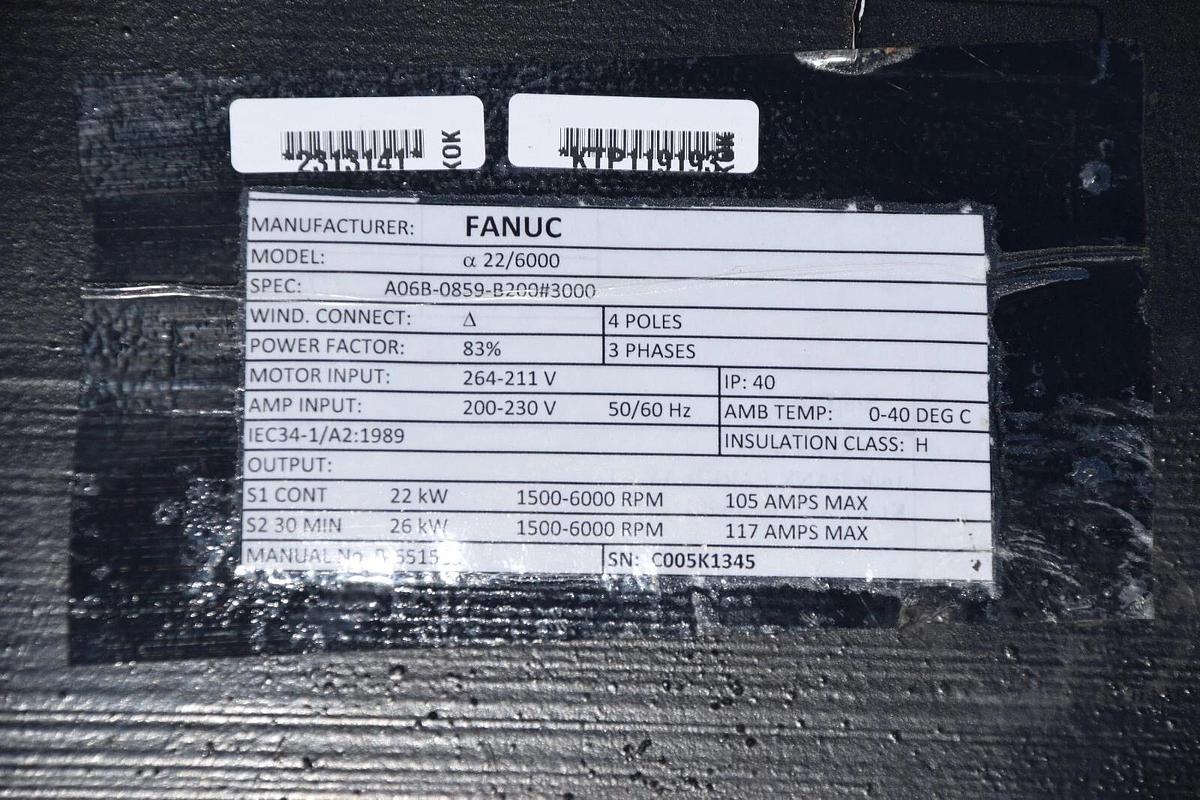 *2313141* KOK
MANUFACTURER: FANUC
MODEL: α 22/6000
SPEC: A06B-0859-B200#3000
WIND. CONNECT: Δ 4 POLES
POWER FACTOR: 83% 3 PHASES
MOTOR INPUT: 264-211 V IP: 40
AMP INPUT: 200-230 V 50/60 Hz AMB TEMP: 0-40 DEG C
IEC34-1/A2:1989 INSULATION CLASS: H
OUTPUT:
S1 CONT 22 kW 1500-6000 RPM 105 AMPS MAX
S2 30 MIN 26 kW 1500-6000 RPM 117 AMPS MAX
MANUAL No. SN: C005K1345